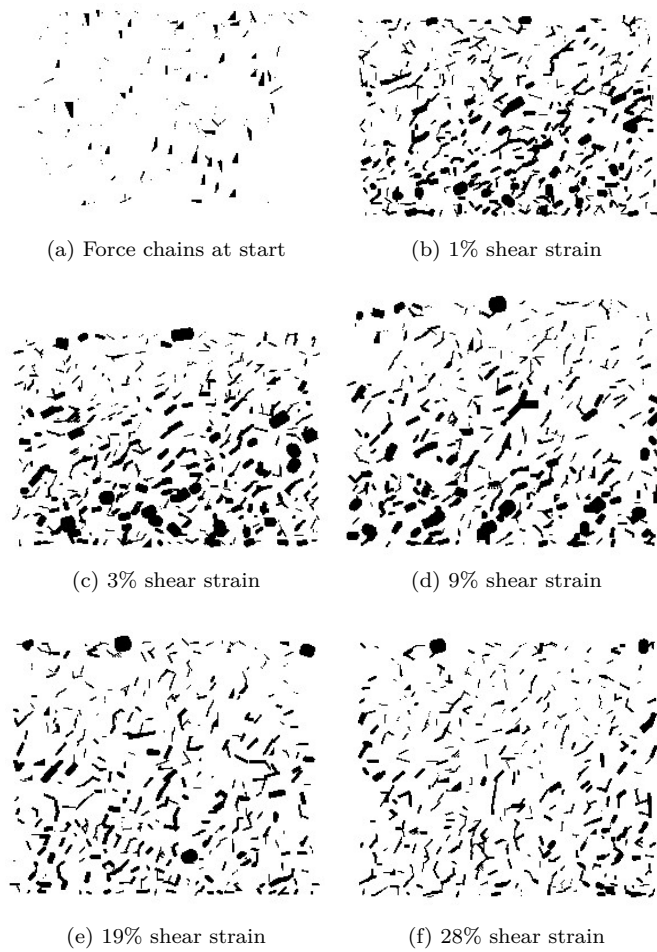 (a) Force chains at start
(b) 1% shear strain
(c) 3% shear strain
(d) 9% shear strain
(e) 19% shear strain
(f) 28% shear strain